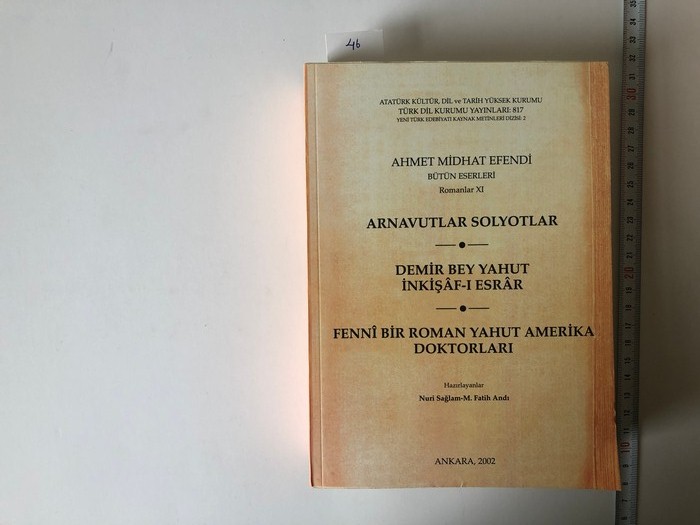 46
ATATÜRK KÜLTÜR, DİL ve TARİH YÜKSEK KURUMU
TÜRK DİL KURUMU YAYINLARI: 817
YENİ TÜRK EDEBİYATI KAYNAK METİNLERİ DİZİSİ: 2
AHMET MİDHAT EFENDİ
BÜTÜN ESERLERİ
Romanlar XI
ARNAVUTLAR SOLYOTLAR
DEMİR BEY YAHUT
İNKİŞÂF-I ESRÂR
FENNÎ BİR ROMAN YAHUT AMERİKA
DOKTORLARI
Hazırlayanlar
Nuri Sağlam-M. Fatih Andı
ANKARA, 2002